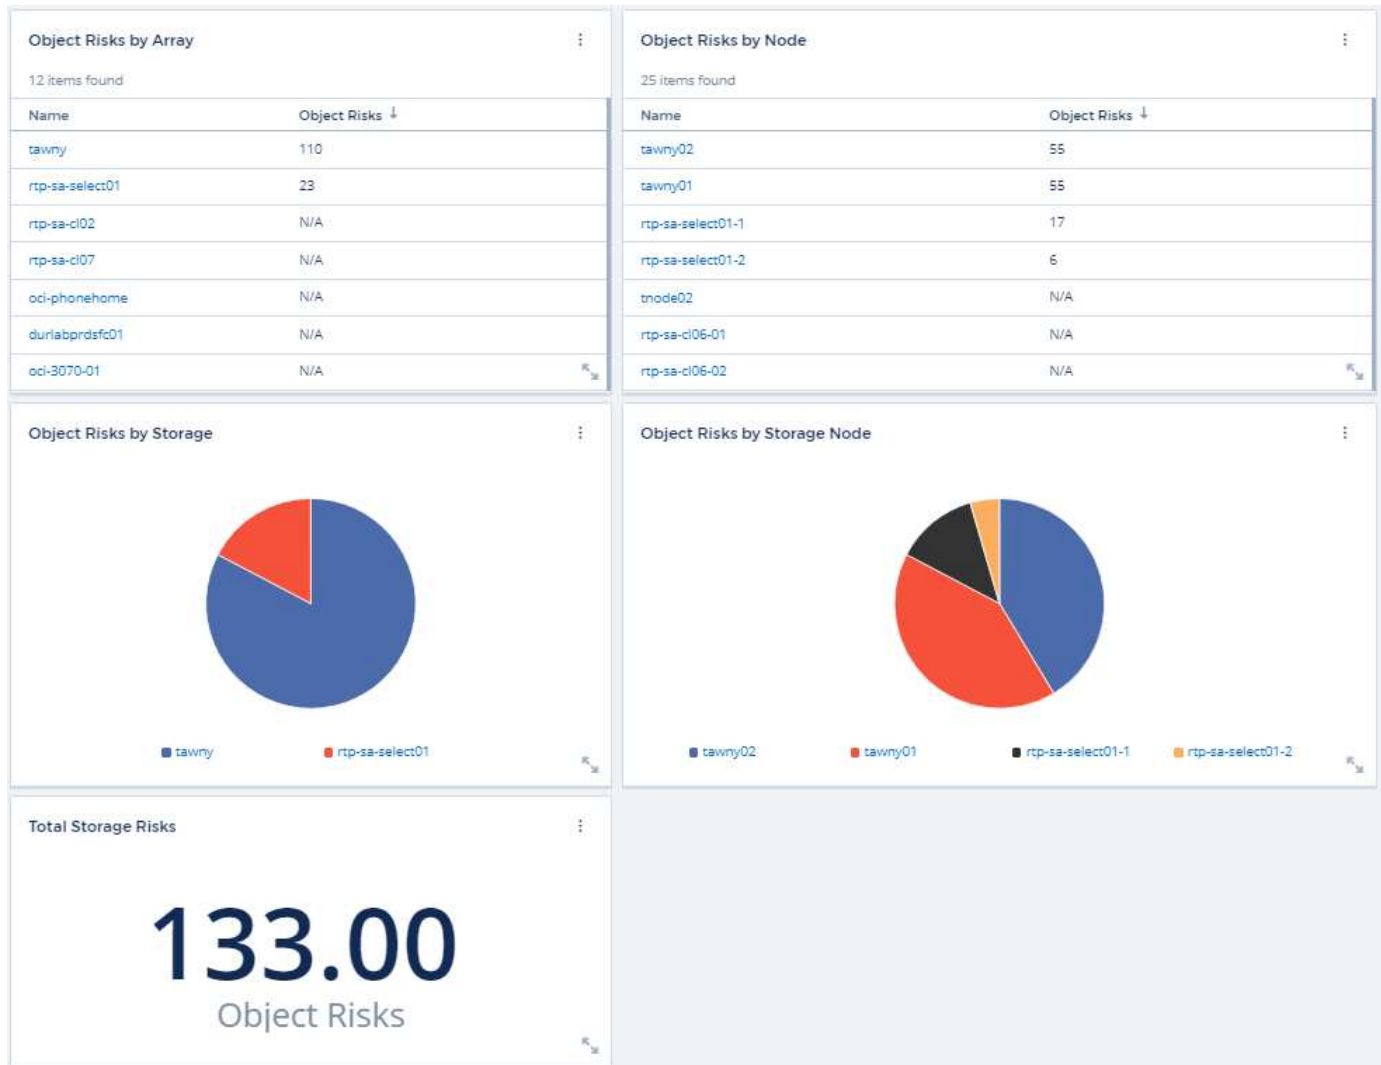 Object Risks by Array
12 items found
Name Object Risks ↓
tawny 110
rtp-sa-select01 23
rtp-sa-cl02 N/A
rtp-sa-cl07 N/A
oci-phonehome N/A
durlabprdsfc01 N/A
oci-3070-01 N/A
Object Risks by Node
25 items found
Name Object Risks ↓
tawny02 55
tawny01 55
rtp-sa-select01-1 17
rtp-sa-select01-2 6
tnode02 N/A
rtp-sa-cl06-01 N/A
rtp-sa-cl06-02 N/A
Object Risks by Storage
tawny rtp-sa-select01
Object Risks by Storage Node
tawny02 tawny01 rtp-sa-select01-1 rtp-sa-select01-2
Total Storage Risks
133.00
Object Risks